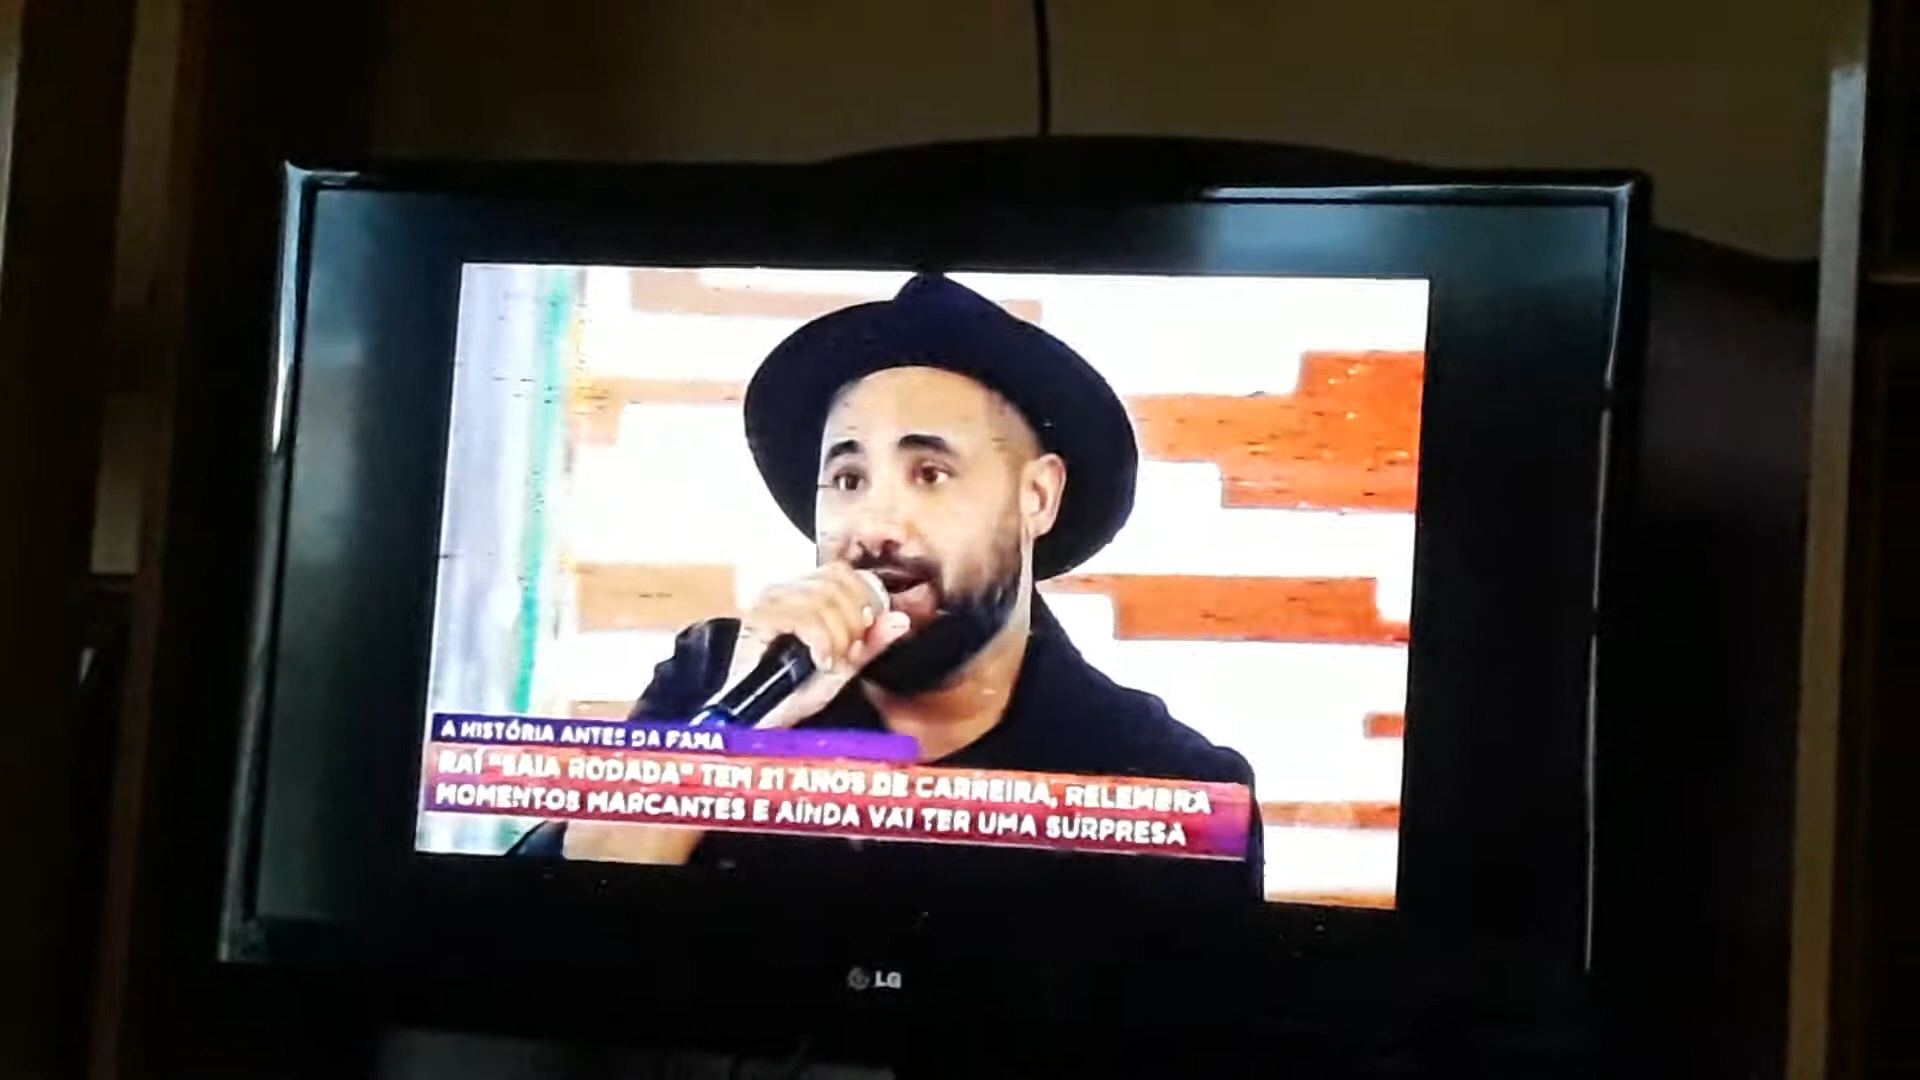 A HISTÓRIA ANTES DA FAMA
RAÍ "SAIA RODADA" TEM 21 ANOS DE CARREIRA, RELEMBRA
MOMENTOS MARCANTES E AINDA VAI TER UMA SURPRESA
LG